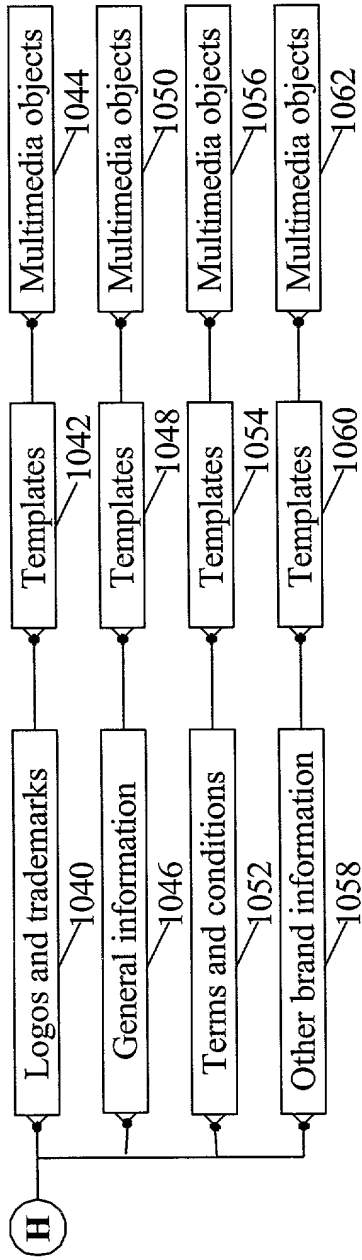 H
Logos and trademarks
1040
Templates
1042
Multimedia objects
1044
General information
1046
Templates
1048
Multimedia objects
1050
Terms and conditions
1052
Templates
1054
Multimedia objects
1056
Other brand information
1058
Templates
1060
Multimedia objects
1062